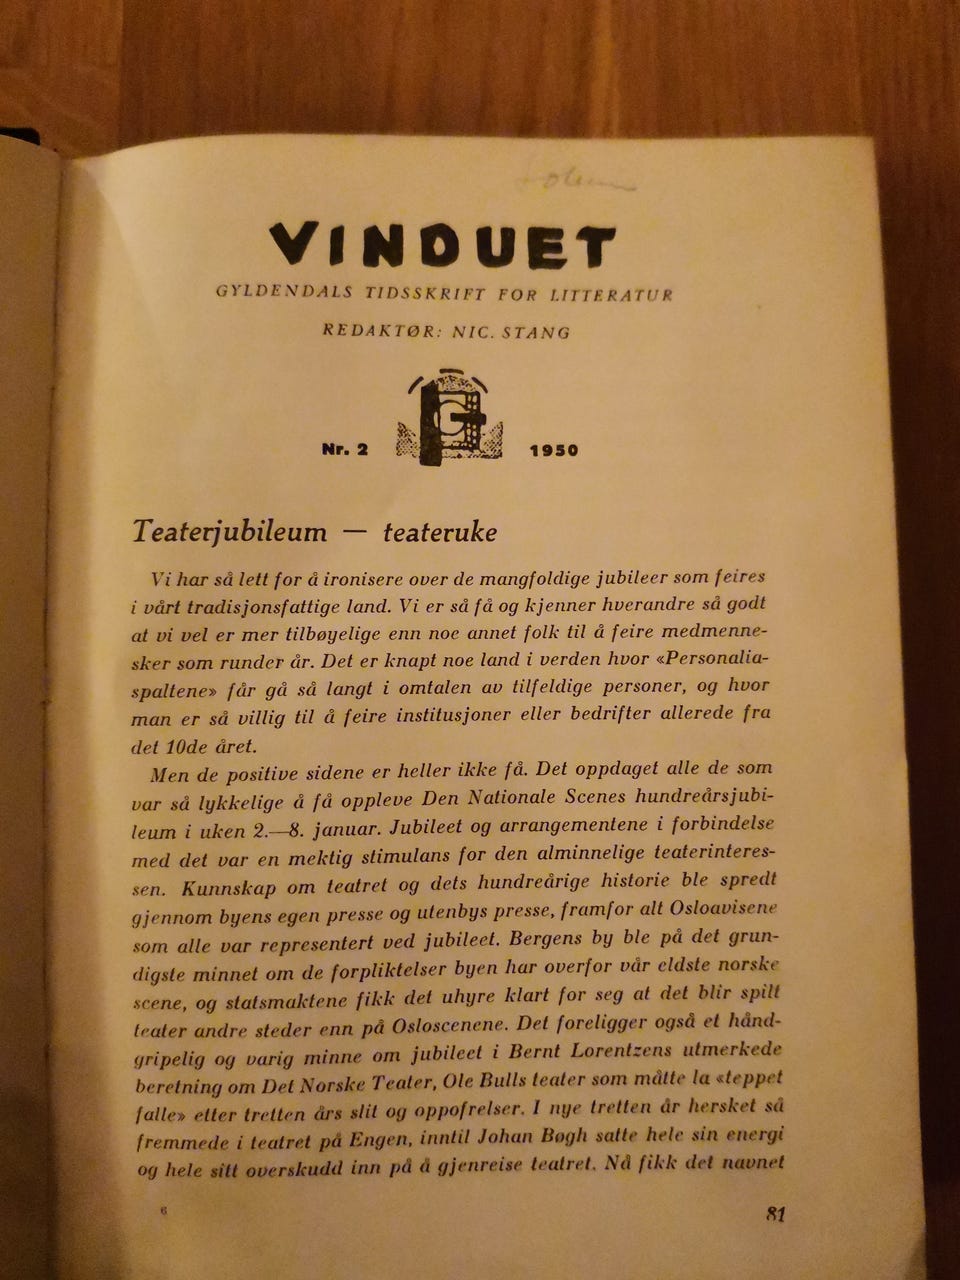 VINDUET
GYLDENDALS TIDSSKRIFT FOR LITTERATUR
REDAKTØR: NIC. STANG
G
Nr. 2 1950
Teaterjubileum — teateruke
Vi har så lett for å ironisere over de mangfoldige jubileer som feires
i vårt tradisjonsfattige land. Vi er så få og kjenner hverandre så godt
at vi vel er mer tilbøyelige enn noe annet folk til å feire medmenne-
sker som runder år. Det er knapt noe land i verden hvor «Personalia-
spaltene» får gå så langt i omtalen av tilfeldige personer, og hvor
man er så villig til å feire institusjoner eller bedrifter allerede fra
det 10de året.
Men de positive sidene er heller ikke få. Det oppdaget alle de som
var så lykkelige å få oppleve Den Nationale Scenes hundreårsjubi-
leum i uken 2.—8. januar. Jubileet og arrangementene i forbindelse
med det var en mektig stimulans for den alminnelige teaterinteres-
sen. Kunnskap om teatret og dets hundreårige historie ble spredt
gjennom byens egen presse og utenbys presse, framfor alt Osloavisene
som alle var representert ved jubileet. Bergens by ble på det grun-
digste minnet om de forpliktelser byen har overfor vår eldste norske
scene, og statsmaktene fikk det uhyre klart for seg at det blir spilt
teater andre steder enn på Osloscenene. Det foreligger også et hånd-
gripelig og varig minne om jubileet i Bernt Lorentzens utmerkede
beretning om Det Norske Teater, Ole Bulls teater som måtte la «teppet
falle» etter tretten års slit og oppofrelser. I nye tretten år hersket så
fremmede i teatret på Engen, inntil Johan Bøgh satte hele sin energi
og hele sitt overskudd inn på å gjenreise teatret. Nå fikk det navnet
6 81